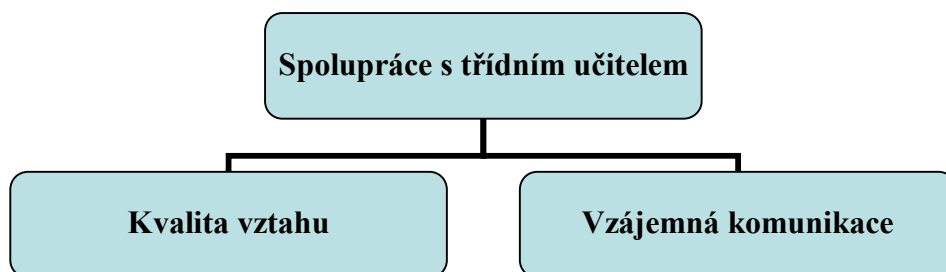 Spolupráce s třídním učitelem
Kvalita vztahu
Vzájemná komunikace